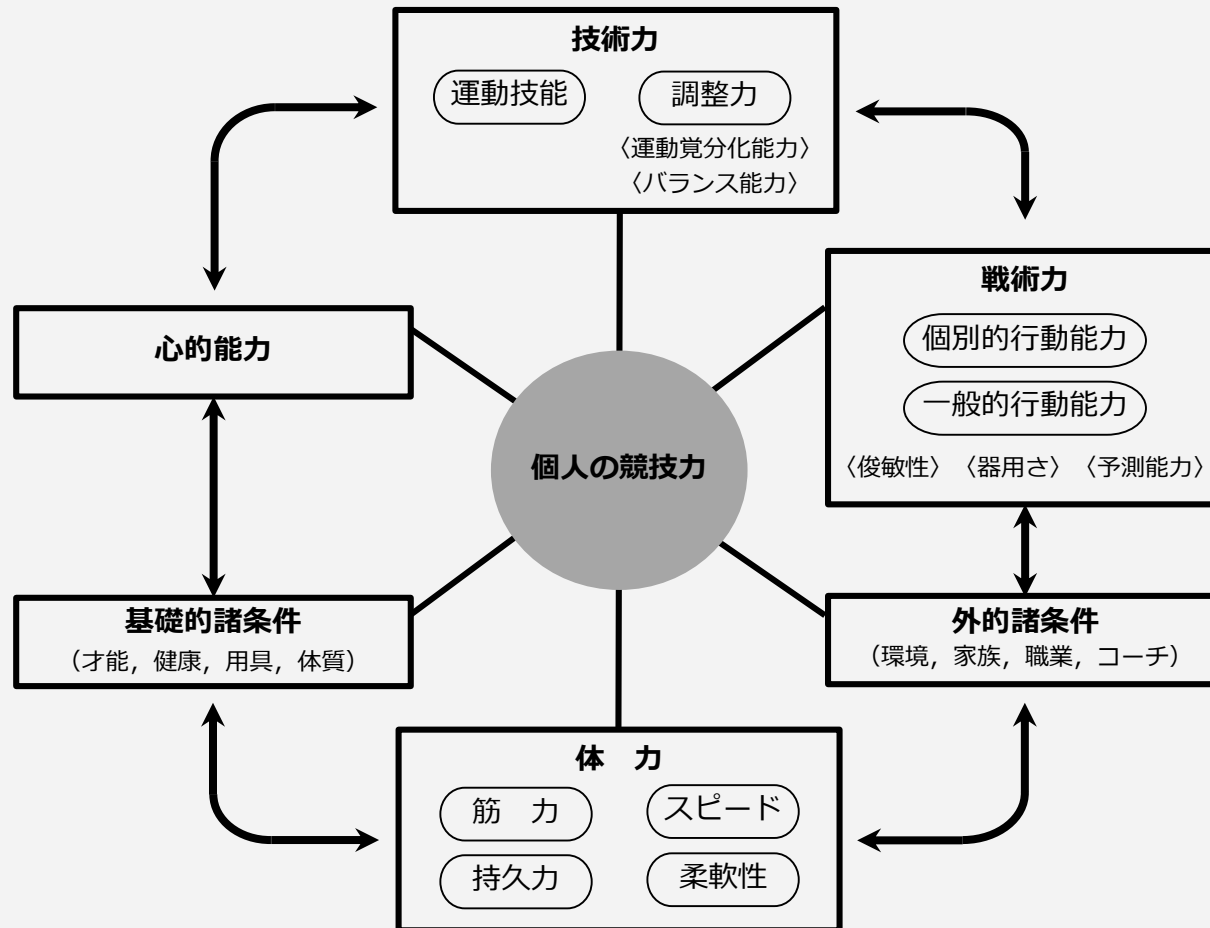 技術力
運動技能
調整力
〈運動覚分化能力〉
〈バランス能力〉
心的能力
戦術力
個別的行動能力
一般的行動能力
〈俊敏性〉〈器用さ〉〈予測能力〉
個人の競技力
基礎的諸条件
（才能，健康，用具，体質）
外的諸条件
（環境，家族，職業，コーチ）
体　力
筋　力
スピード
持久力
柔軟性